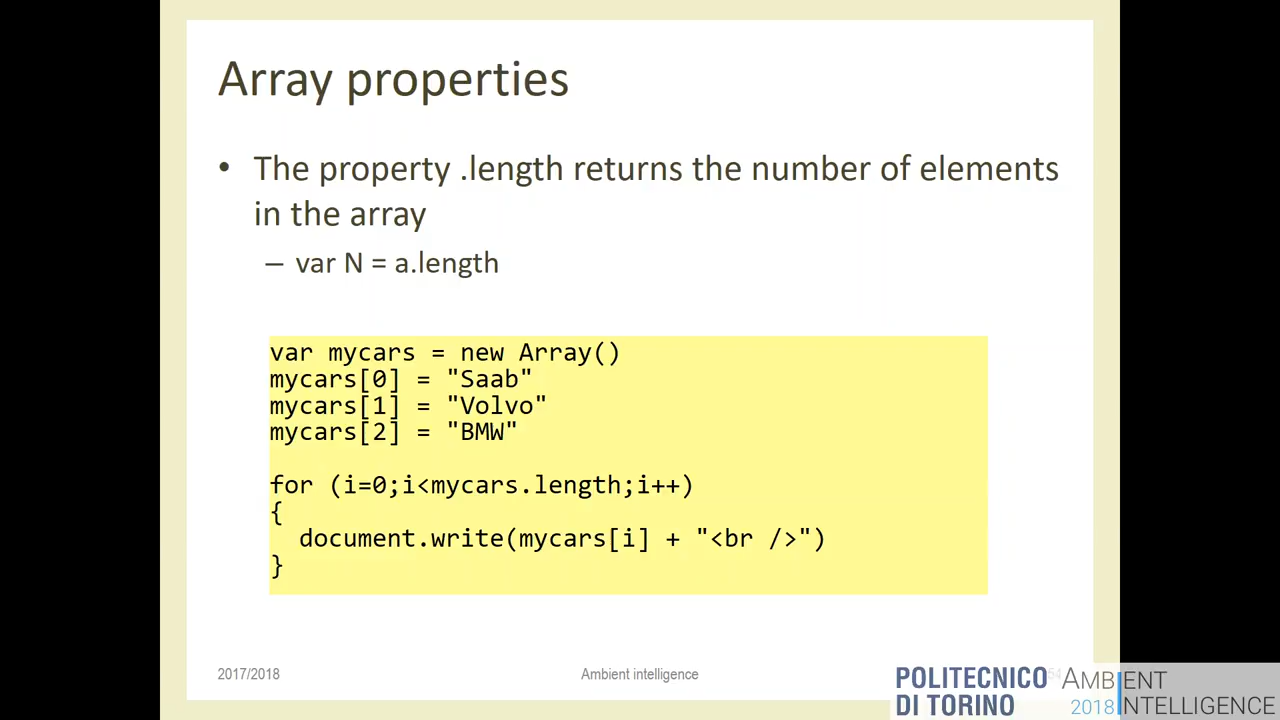 Array properties
• The property .length returns the number of elements
in the array
– var N = a.length
var mycars = new Array()
mycars[0] = "Saab"
mycars[1] = "Volvo"
mycars[2] = "BMW"
for (i=0;i<mycars.length;i++)
{
  document.write(mycars[i] + "<br />")
}
2017/2018
Ambient intelligence
54
POLITECNICO
DI TORINO
AMBIENT
2018 INTELLIGENCE